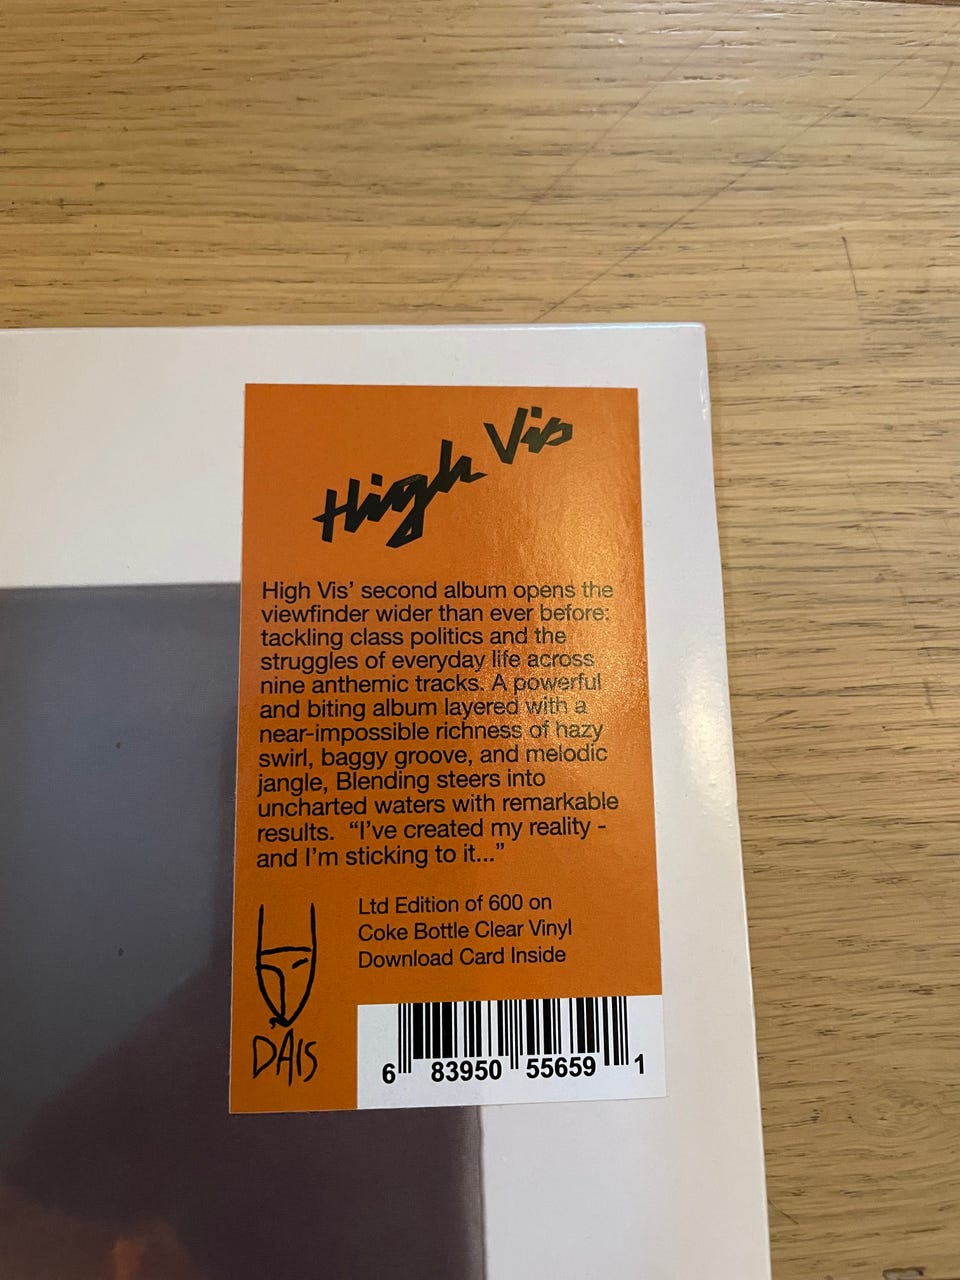 High Vis
High Vis’ second album opens the
viewfinder wider than ever before:
tackling class politics and the
struggles of everyday life across
nine anthemic tracks. A powerful
and biting album layered with a
near-impossible richness of hazy
swirl, baggy groove, and melodic
jangle, Blending steers into
uncharted waters with remarkable
results.  “I’ve created my reality -
and I’m sticking to it...”
Ltd Edition of 600 on
Coke Bottle Clear Vinyl
Download Card Inside
DAIS
6 83950 55659 1